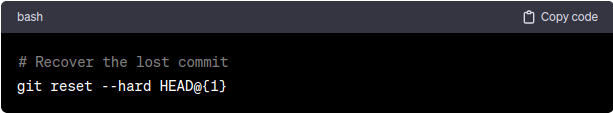 bash
Copy code
# Recover the lost commit
git reset --hard HEAD@{1}